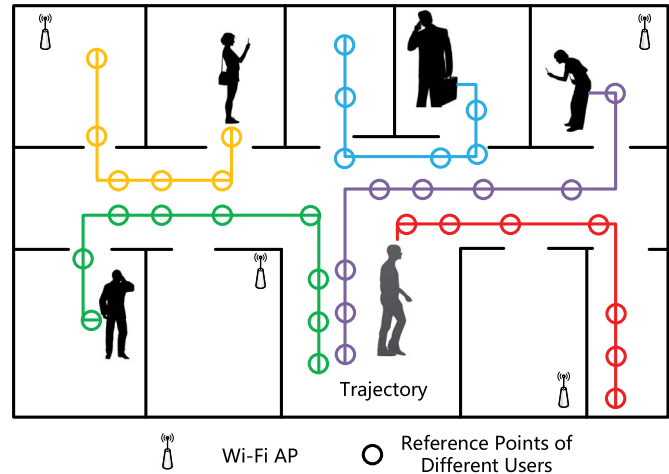 Trajectory
Wi-Fi AP
Reference Points of
Different Users